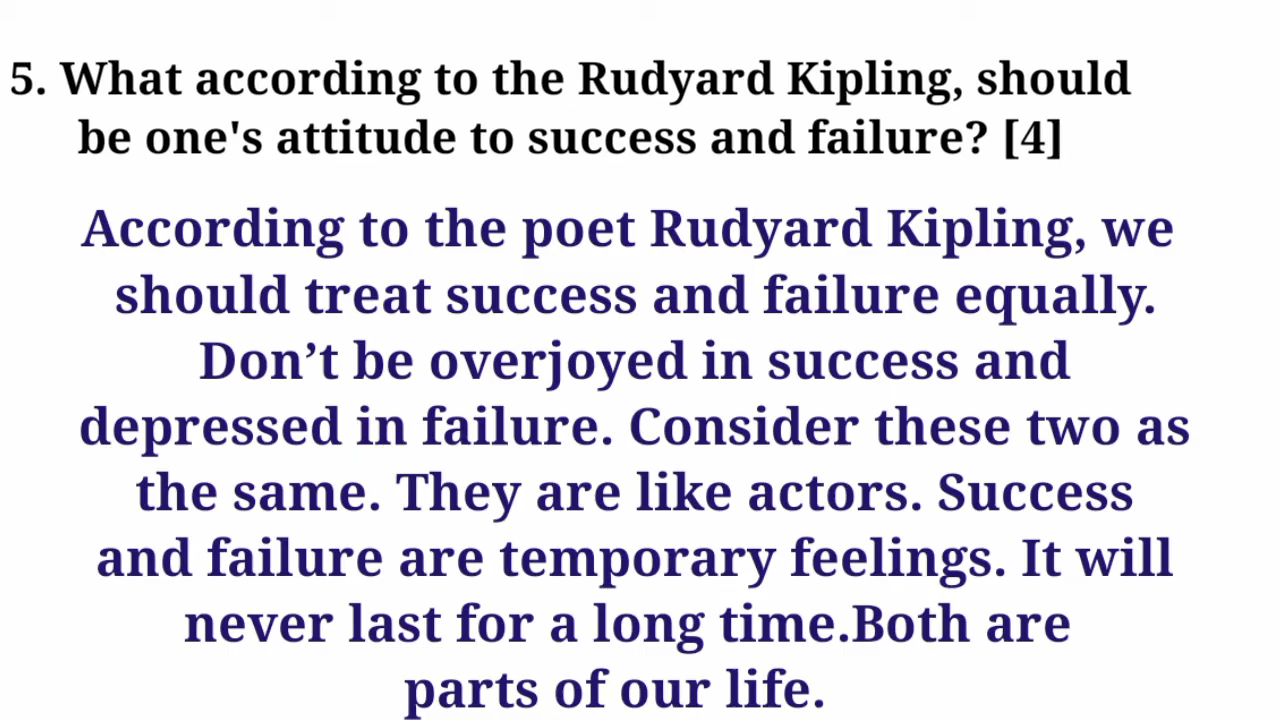 5. What according to the Rudyard Kipling, should
be one's attitude to success and failure? [4]
According to the poet Rudyard Kipling, we
should treat success and failure equally.
Don’t be overjoyed in success and
depressed in failure. Consider these two as
the same. They are like actors. Success
and failure are temporary feelings. It will
never last for a long time.Both are
parts of our life.